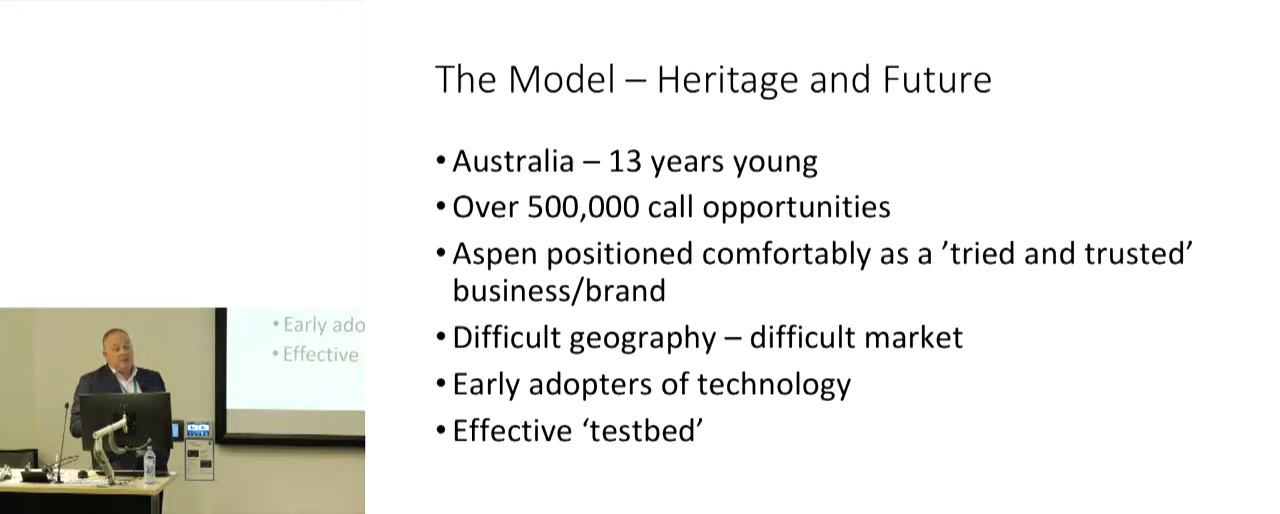 The Model – Heritage and Future
• Australia – 13 years young
• Over 500,000 call opportunities
• Aspen positioned comfortably as a ’tried and trusted’
business/brand
• Difficult geography – difficult market
• Early adopters of technology
• Effective ‘testbed’
• Early ado
• Effective